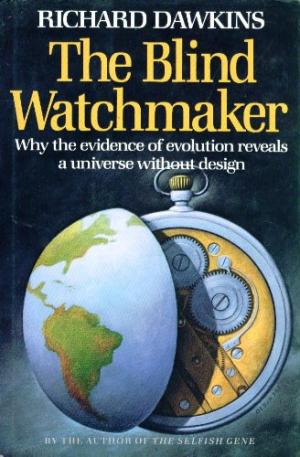 RICHARD DAWKINS
The Blind
Watchmaker
Why the evidence of evolution reveals
a universe without design
BY THE AUTHOR OF THE SELFISH GENE